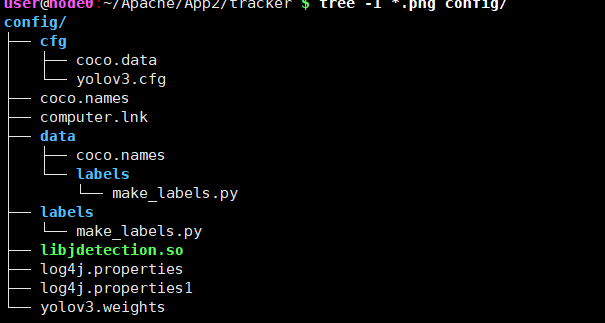 user@node0:~/Apache/App2/tracker $ tree -I *.png config/
config/
├── cfg
│   ├── coco.data
│   └── yolov3.cfg
├── coco.names
├── computer.lnk
├── data
│   ├── coco.names
│   └── labels
│       └── make_labels.py
├── labels
│   └── make_labels.py
├── libjdetection.so
├── log4j.properties
├── log4j.properties1
└── yolov3.weights